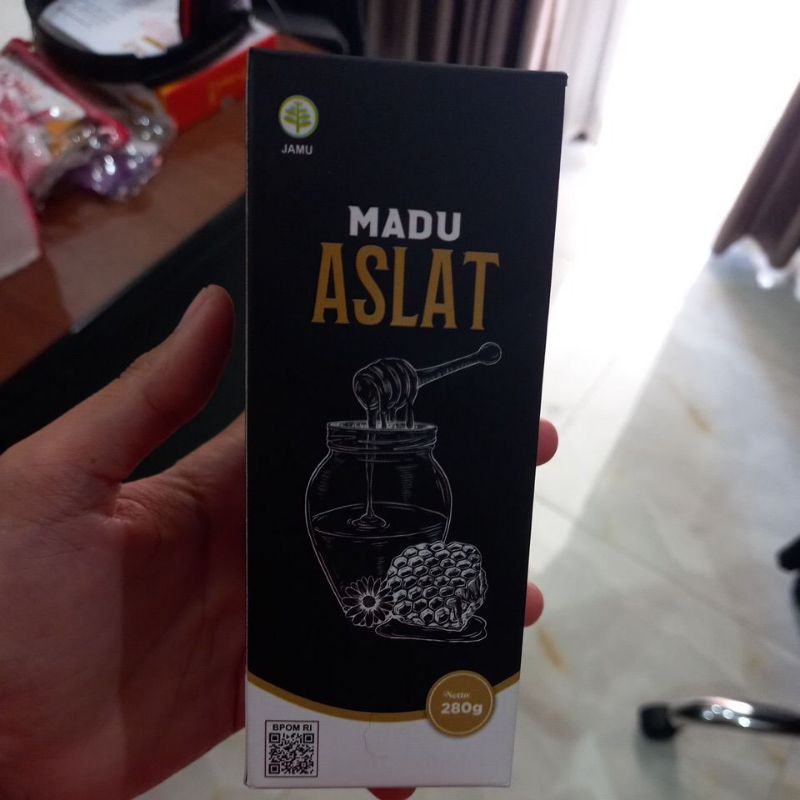 JAMU
MADU
ASLAT
Netto
280g
BPOM RI